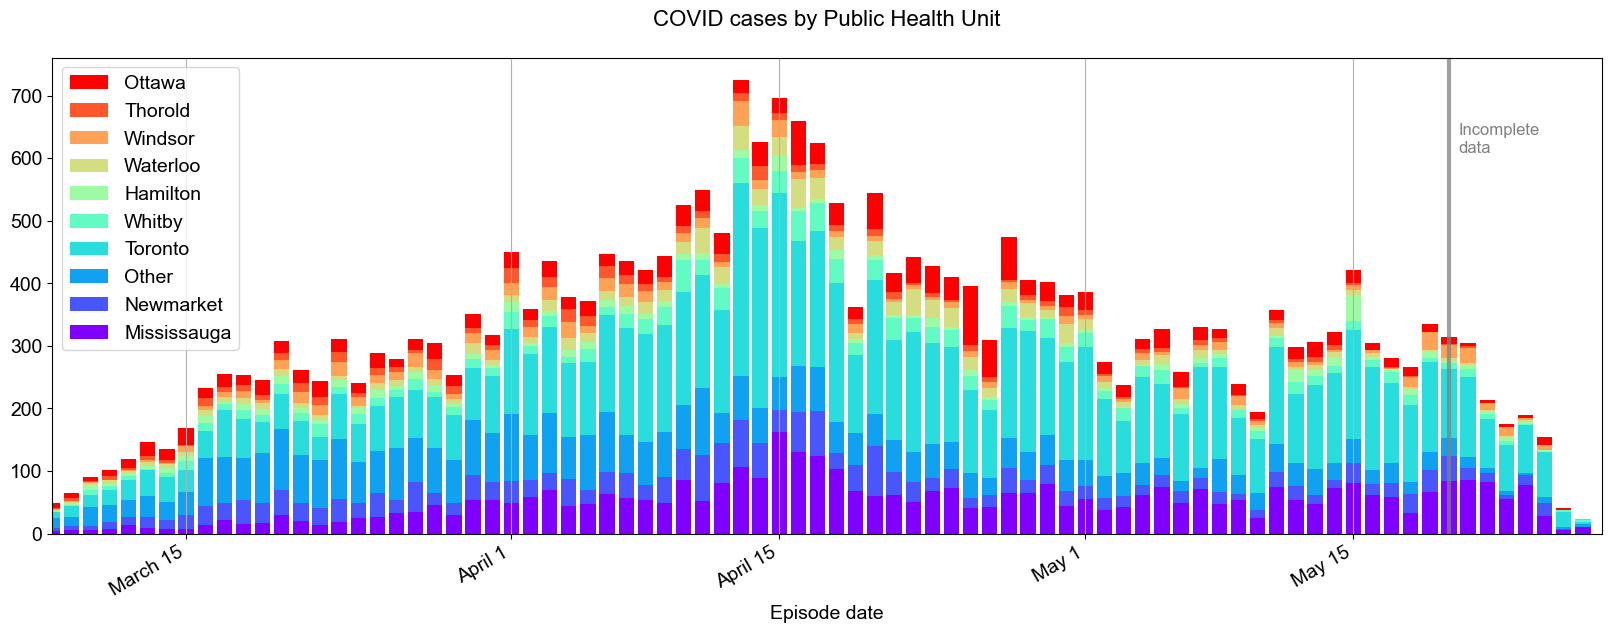 COVID cases by Public Health Unit
700
600
500
400
300
200
100
0
Ottawa
Thorold
Windsor
Waterloo
Hamilton
Whitby
Toronto
Other
Newmarket
Mississauga
Incomplete
data
March 15
April 1
April 15
May 1
May 15
Episode date